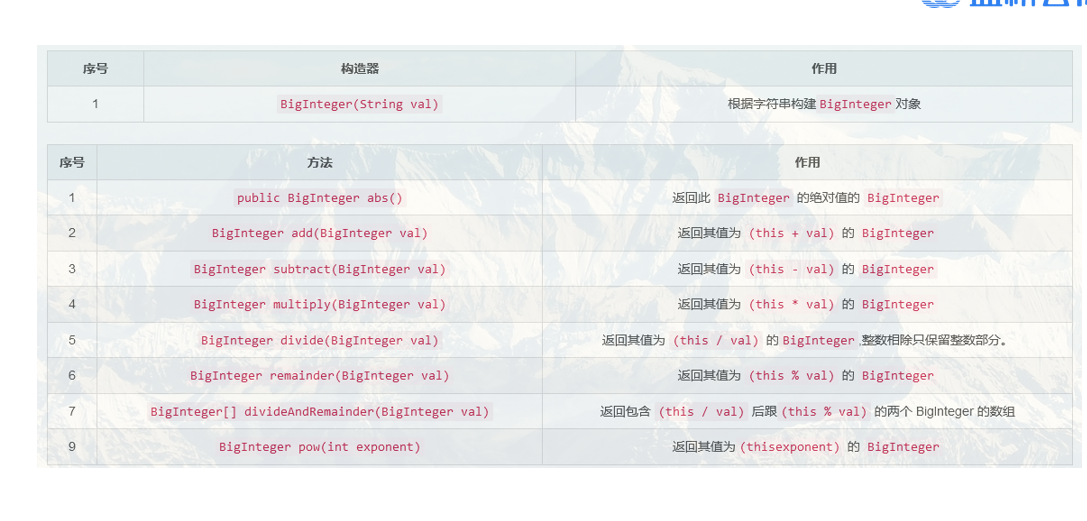 序号 构造器 作用
1 BigInteger(String val) 根据字符串构建 BigInteger 对象
序号 方法 作用
1 public BigInteger abs() 返回此 BigInteger 的绝对值的 BigInteger
2 BigInteger add(BigInteger val) 返回其值为 (this + val) 的 BigInteger
3 BigInteger subtract(BigInteger val) 返回其值为 (this - val) 的 BigInteger
4 BigInteger multiply(BigInteger val) 返回其值为 (this * val) 的 BigInteger
5 BigInteger divide(BigInteger val) 返回其值为 (this / val) 的 BigInteger ,整数相除只保留整数部分。
6 BigInteger remainder(BigInteger val) 返回其值为 (this % val) 的 BigInteger
7 BigInteger[] divideAndRemainder(BigInteger val) 返回包含 (this / val) 后跟 (this % val) 的两个 BigInteger 的数组
9 BigInteger pow(int exponent) 返回其值为 (thisexponent) 的 BigInteger